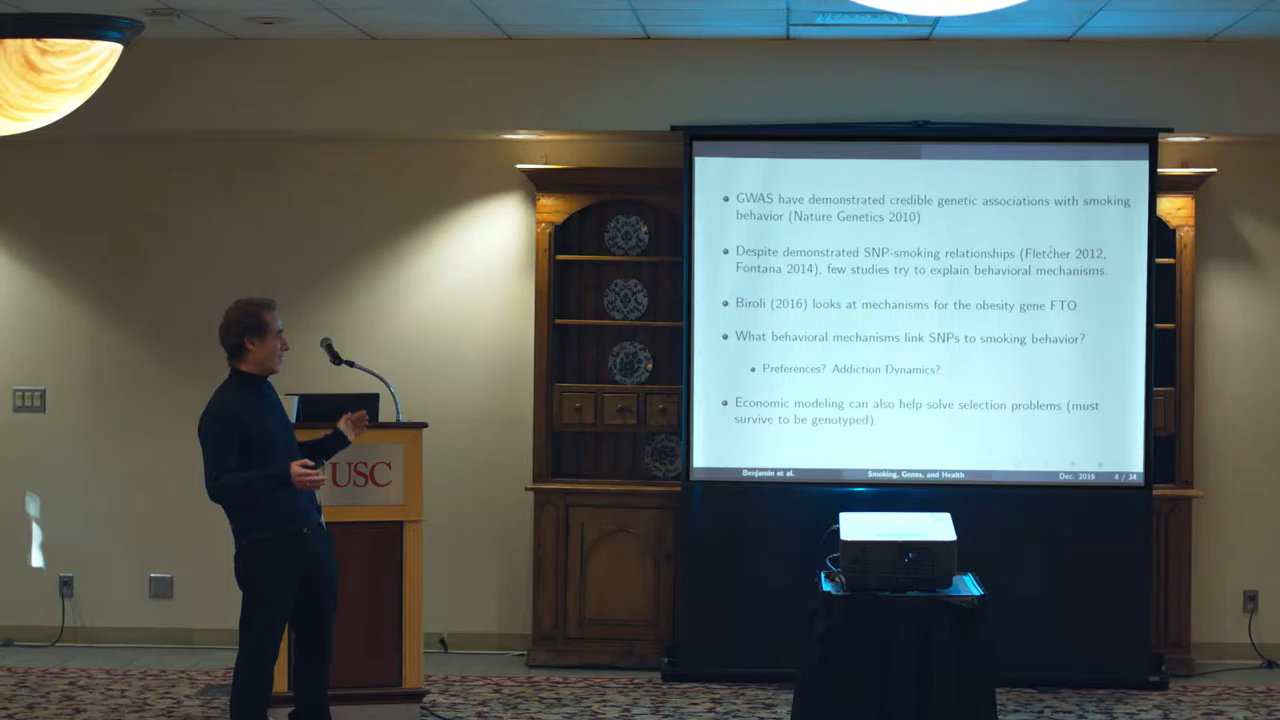 GWAS have demonstrated credible genetic associations with smoking
behavior (Nature Genetics 2010)
Despite demonstrated SNP-smoking relationships (Fletcher 2012,
Fontana 2014), few studies try to explain behavioral mechanisms.
Biroli (2016) looks at mechanisms for the obesity gene FTO
What behavioral mechanisms link SNPs to smoking behavior?
Preferences? Addiction Dynamics?
Economic modeling can also help solve selection problems (must
survive to be genotyped)
Benjamin et al. Smoking, Genes, and Health Dec. 2016 4 / 34
USC